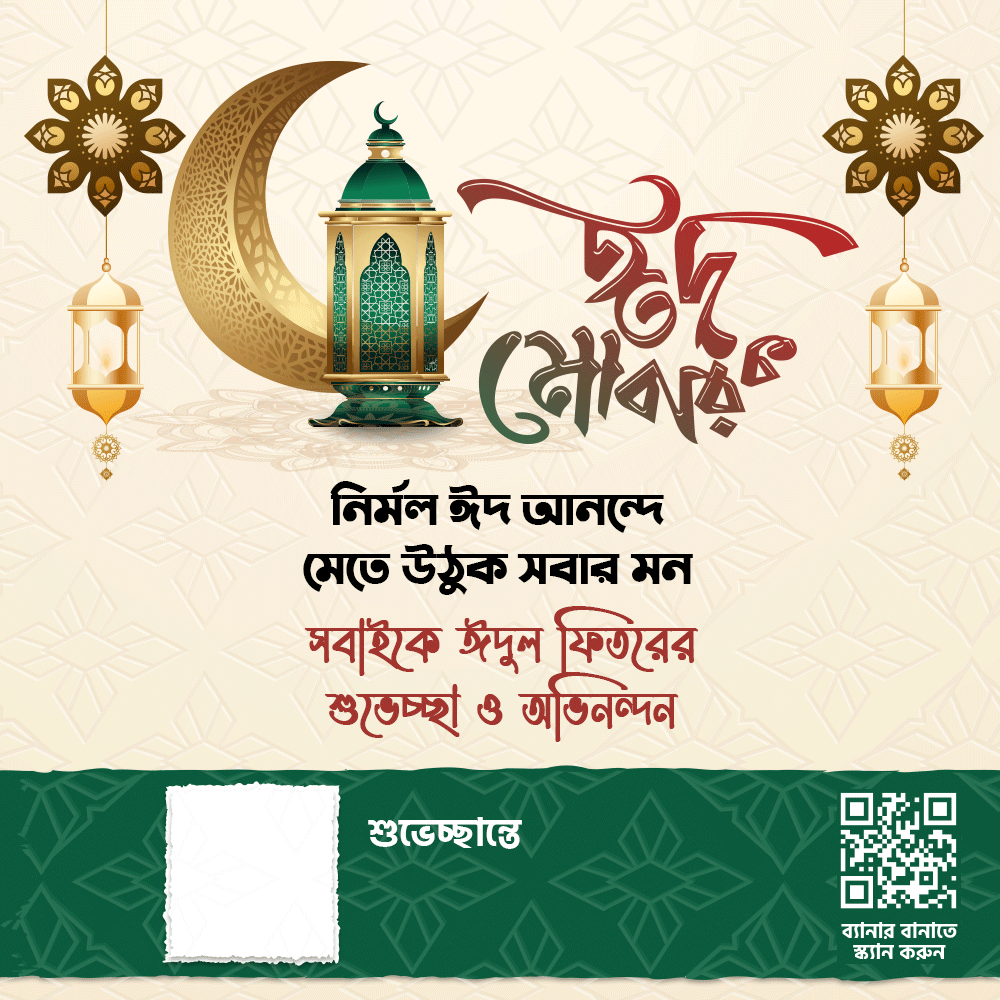 ঈদ
মোবারক
নির্মল ঈদ আনন্দে
মেতে উঠুক সবার মন
সবাইকে ঈদুল ফিতরের
শুভেচ্ছা ও অভিনন্দন
শুভেচ্ছান্তে
ব্যানার বানাতে
স্ক্যান করুন